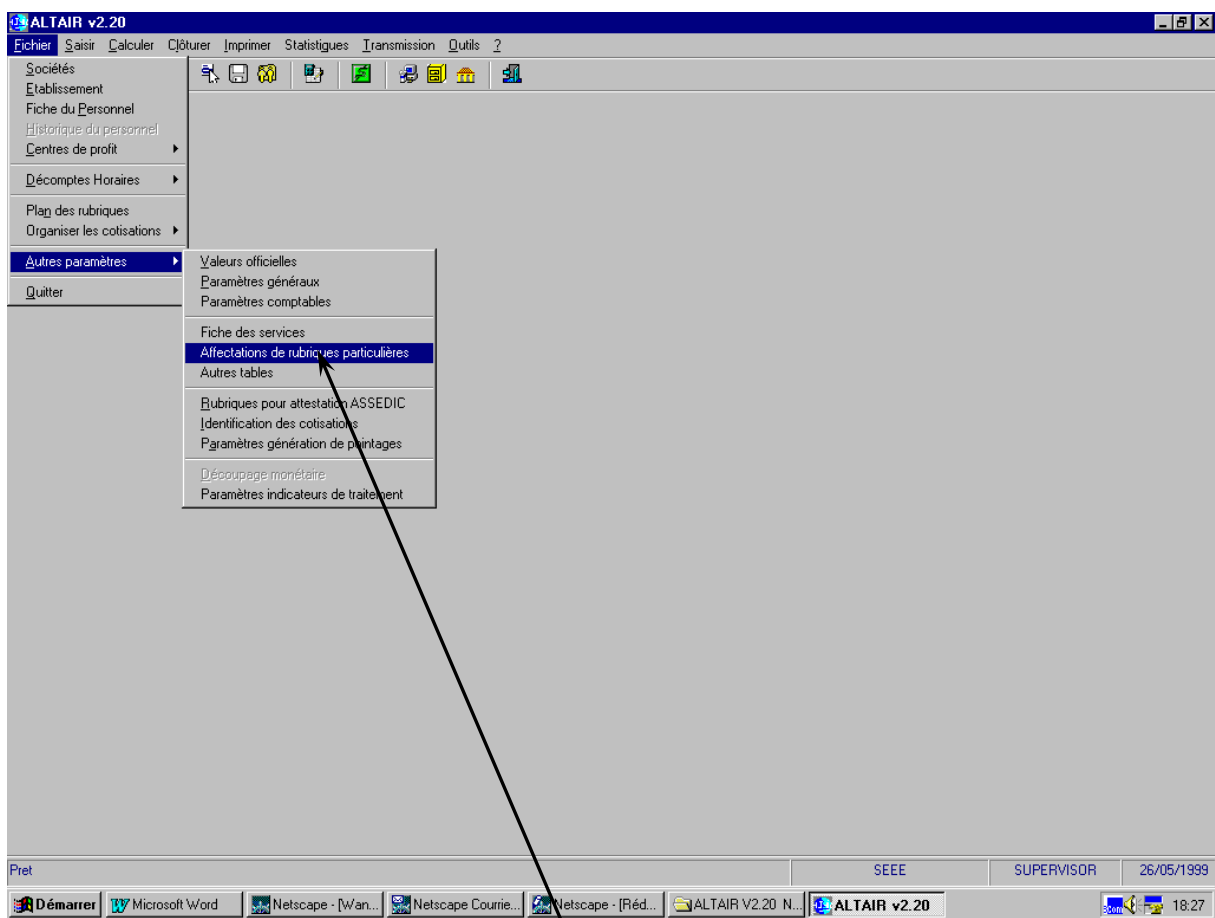 ALTAIR v2.20
Fichier Saisir Calculer Clôturer Imprimer Statistiques Transmission Outils ?
Sociétés
Etablissement
Fiche du Personnel
Historique du personnel
Centres de profit
Décomptes Horaires
Plan des rubriques
Organiser les cotisations
Autres paramètres
Quitter
Valeurs officielles
Paramètres généraux
Paramètres comptables
Fiche des services
Affectations de rubriques particulières
Autres tables
Rubriques pour attestation ASSEDIC
Identification des cotisations
Paramètres génération de pointages
Découpage monétaire
Paramètres indicateurs de traitement
Pret SEEE SUPERVISOR 26/05/1999
Démarrer Microsoft Word Netscape - [Wan... Netscape Courrie... Netscape - [Réd... ALTAIR V2.20 N... ALTAIR v2.20 18:27